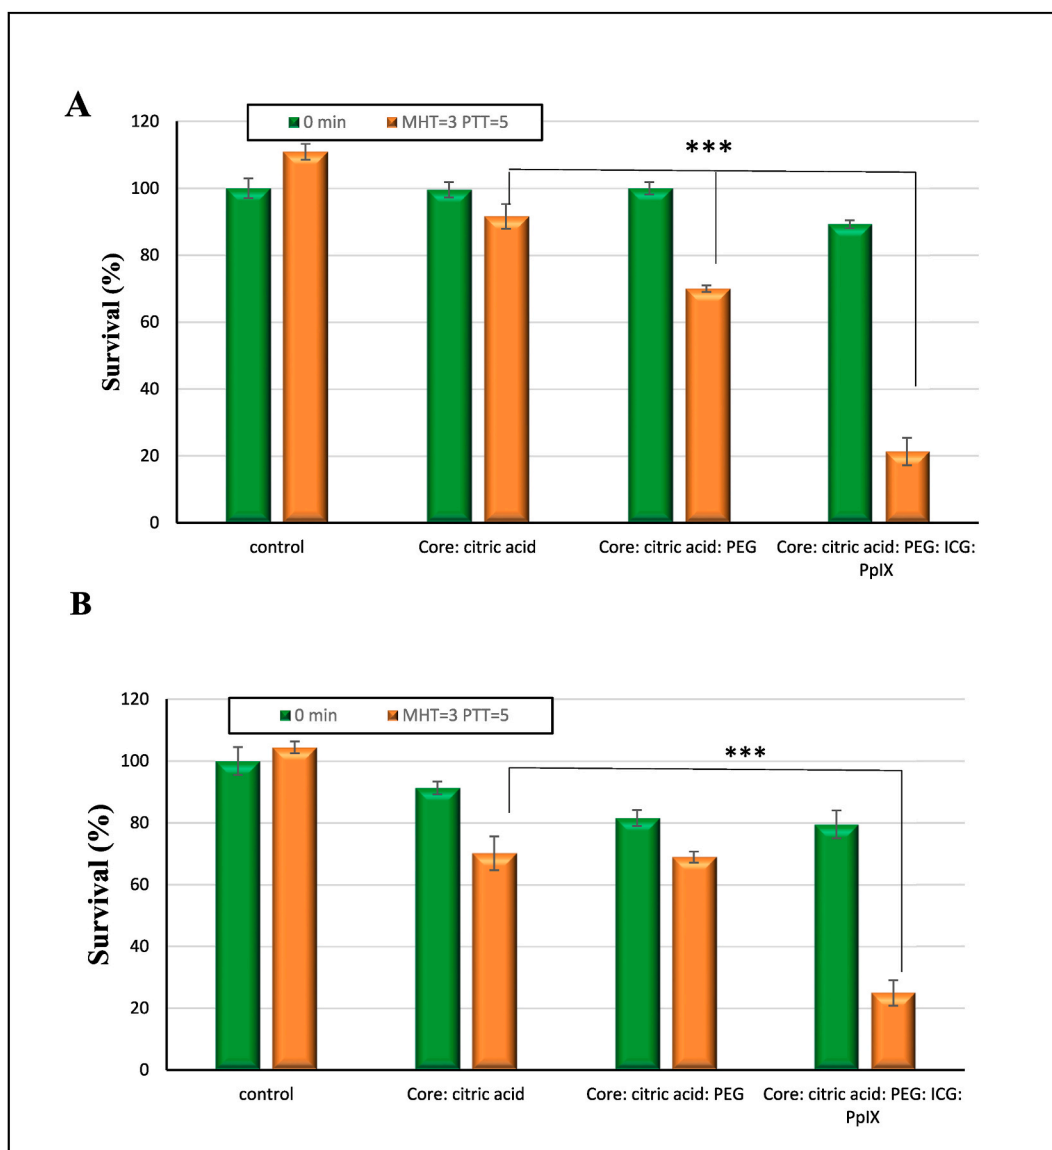 A
0 min
MHT=3 PTT=5
***
120
100
80
60
40
20
0
Survival (%)
control
Core: citric acid
Core: citric acid: PEG
Core: citric acid: PEG: ICG:
PpIX
B
0 min
MHT=3 PTT=5
***
120
100
80
60
40
20
0
Survival (%)
control
Core: citric acid
Core: citric acid: PEG
Core: citric acid: PEG: ICG:
PpIX